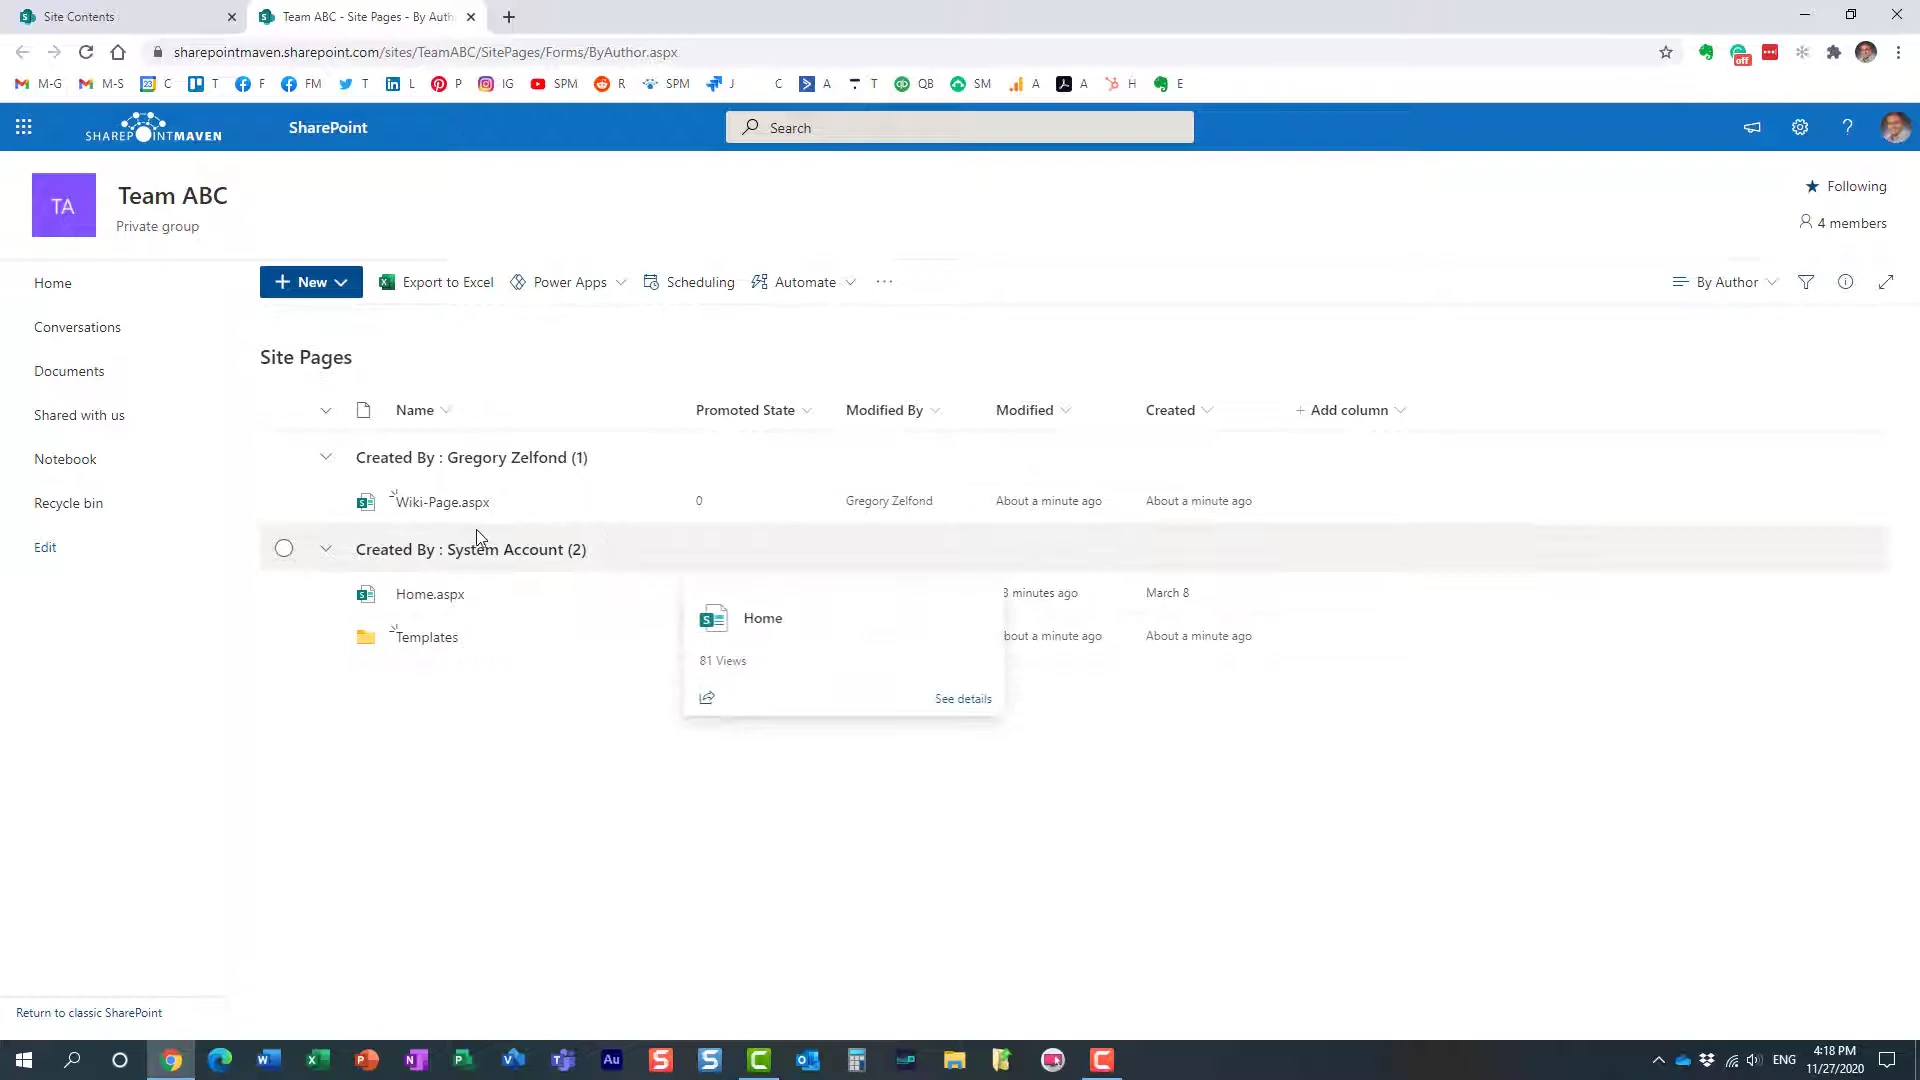 Site Contents
Team ABC - Site Pages - By Auth
sharepointmaven.sharepoint.com/sites/TeamABC/SitePages/Forms/ByAuthor.aspx
off
M-G M-S 23 C T F FM T L P IG SPM R SPM J C A T QB SM A A H E
SHAREPOINTMAVEN
SharePoint
Search
TA
Team ABC
Private group
Following
4 members
Home
Conversations
Documents
Shared with us
Notebook
Recycle bin
Edit
New
Export to Excel
Power Apps
Scheduling
Automate
By Author
Site Pages
Name Promoted State Modified By Modified Created + Add column
Created By : Gregory Zelfond (1)
Wiki-Page.aspx 0 Gregory Zelfond About a minute ago About a minute ago
Created By : System Account (2)
Home.aspx 3 minutes ago March 8
Templates bout a minute ago About a minute ago
Home
81 Views
See details
Return to classic SharePoint
ENG
4:18 PM
11/27/2020